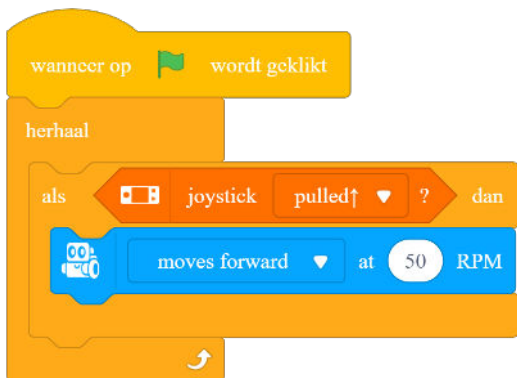 wanneer op wordt geklikt
herhaal
als joystick pulled↑ ? dan
moves forward at 50 RPM